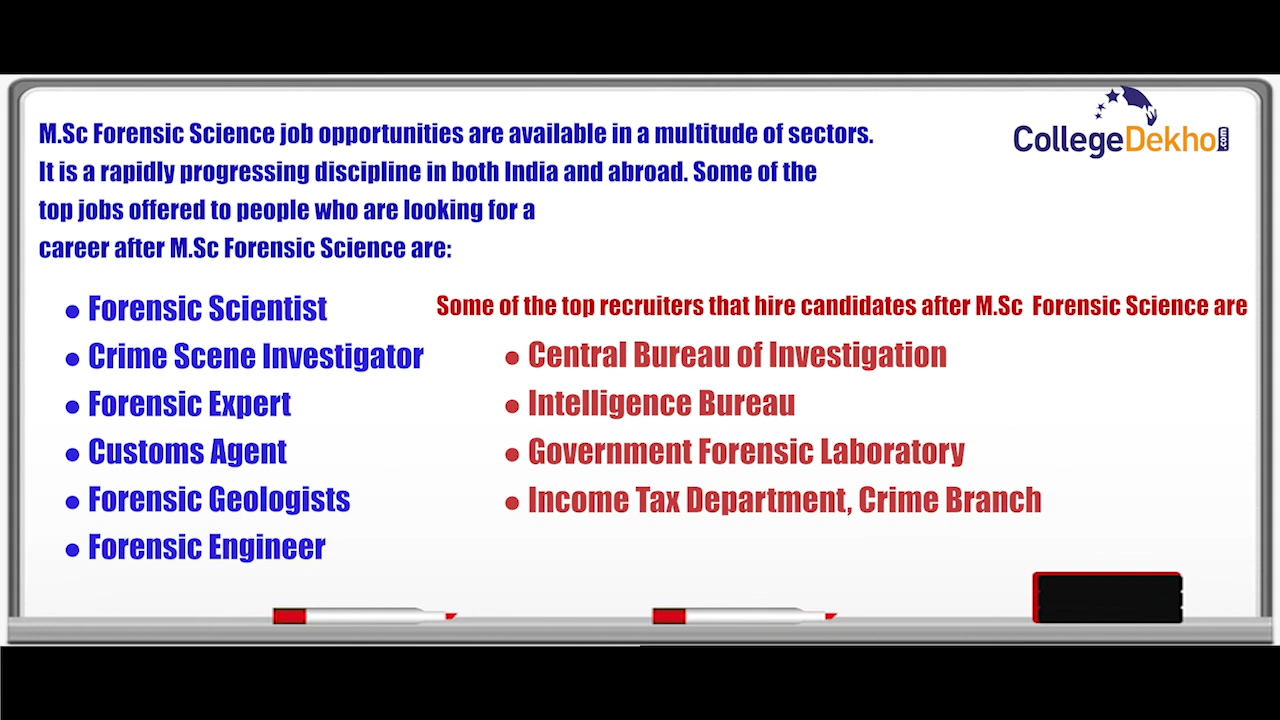 M.Sc Forensic Science job opportunities are available in a multitude of sectors.
It is a rapidly progressing discipline in both India and abroad. Some of the
top jobs offered to people who are looking for a
career after M.Sc Forensic Science are:
CollegeDekho.com
• Forensic Scientist
• Crime Scene Investigator
• Forensic Expert
• Customs Agent
• Forensic Geologists
• Forensic Engineer
Some of the top recruiters that hire candidates after M.Sc Forensic Science are
• Central Bureau of Investigation
• Intelligence Bureau
• Government Forensic Laboratory
• Income Tax Department, Crime Branch